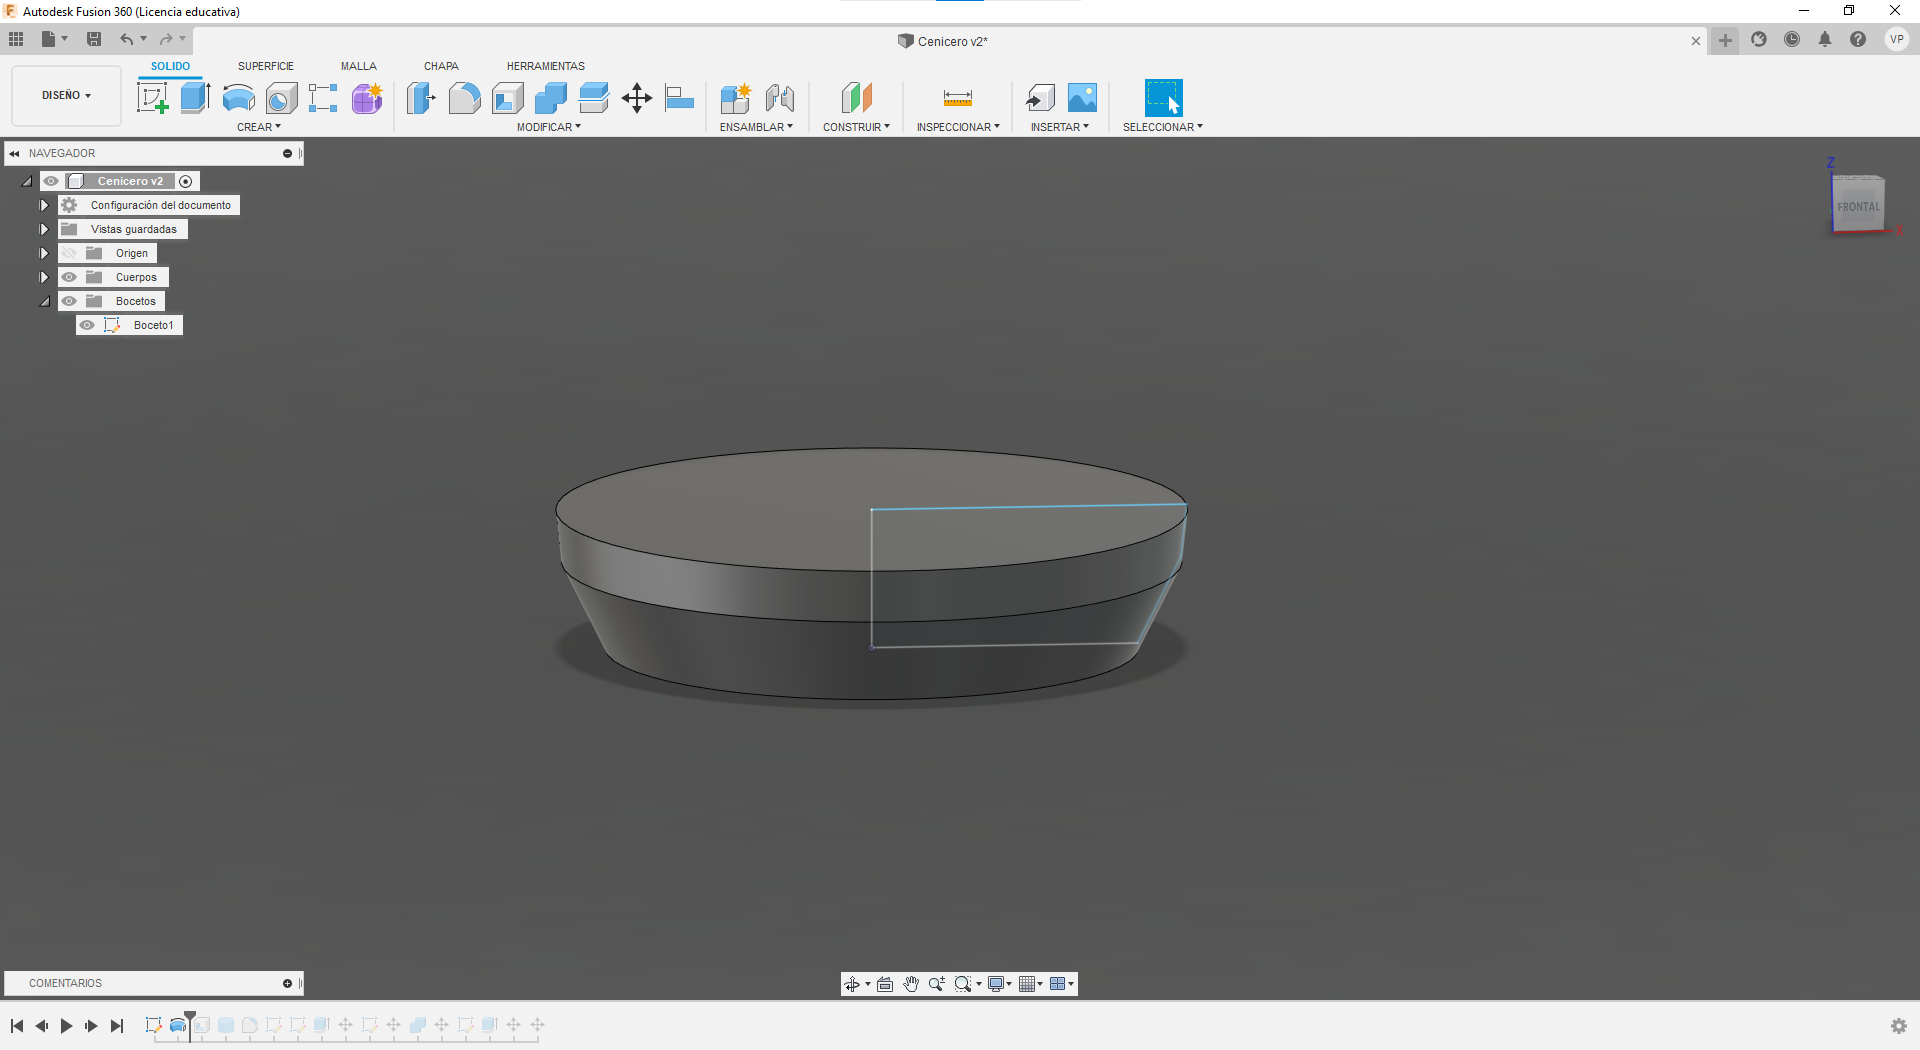 Autodesk Fusion 360 (Licencia educativa)
Cenicero v2*
VP
DISEÑO
SOLIDO
SUPERFICIE
MALLA
CHAPA
HERRAMIENTAS
CREAR
MODIFICAR
ENSAMBLAR
CONSTRUIR
INSPECCIONAR
INSERTAR
SELECCIONAR
NAVEGADOR
Cenicero v2
Configuración del documento
Vistas guardadas
Origen
Cuerpos
Bocetos
Boceto1
Z
FRONTAL
X
COMENTARIOS